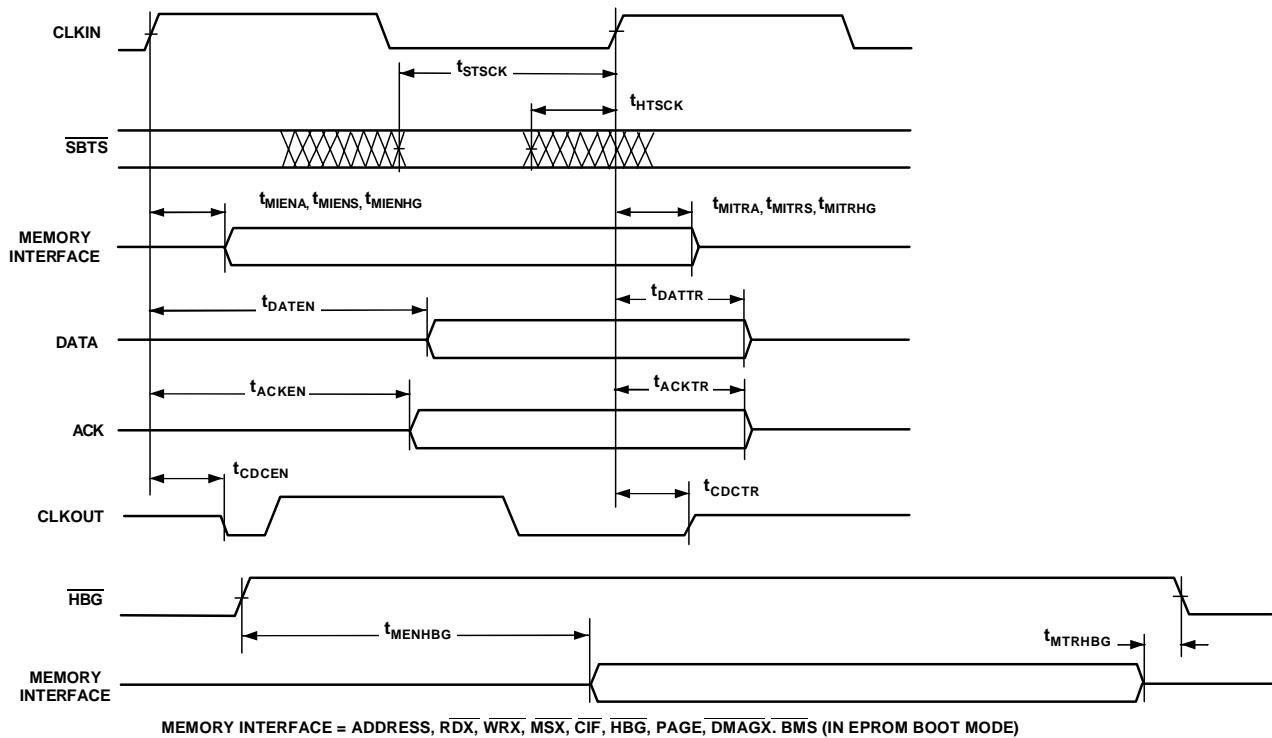 CLKIN
tSTSCK
tHTSCK
SBTS
tMIENA, tMIENS, tMIENHG
tMITRA, tMITRS, tMITRHG
MEMORY
INTERFACE
tDATEN
tDATTR
DATA
tACKEN
tACKTR
ACK
tCDCEN
tCDCTR
CLKOUT
HBG
tMENHBG
tMTRHBG
MEMORY
INTERFACE
MEMORY INTERFACE = ADDRESS, RDX, WRX, MSX, CIF, HBG, PAGE, DMAGX. BMS (IN EPROM BOOT MODE)